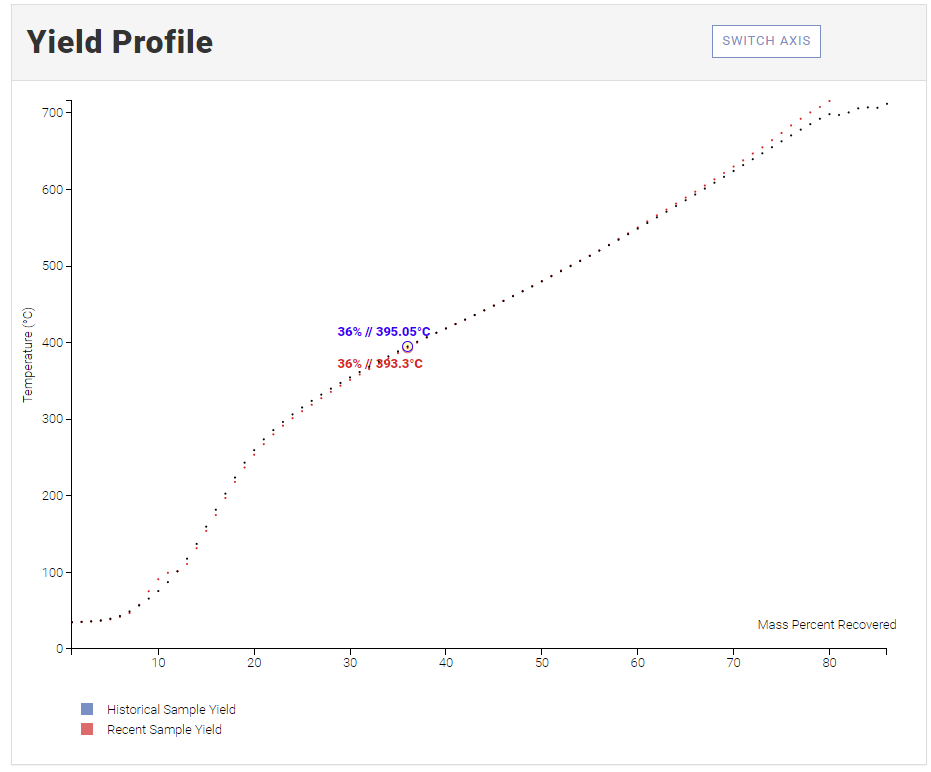 Yield Profile
SWITCH AXIS
700
600
500
400
300
200
100
0
Temperature (°C)
36% // 395.05°C
36% // 393.3°C
Mass Percent Recovered
10 20 30 40 50 60 70 80
Historical Sample Yield
Recent Sample Yield